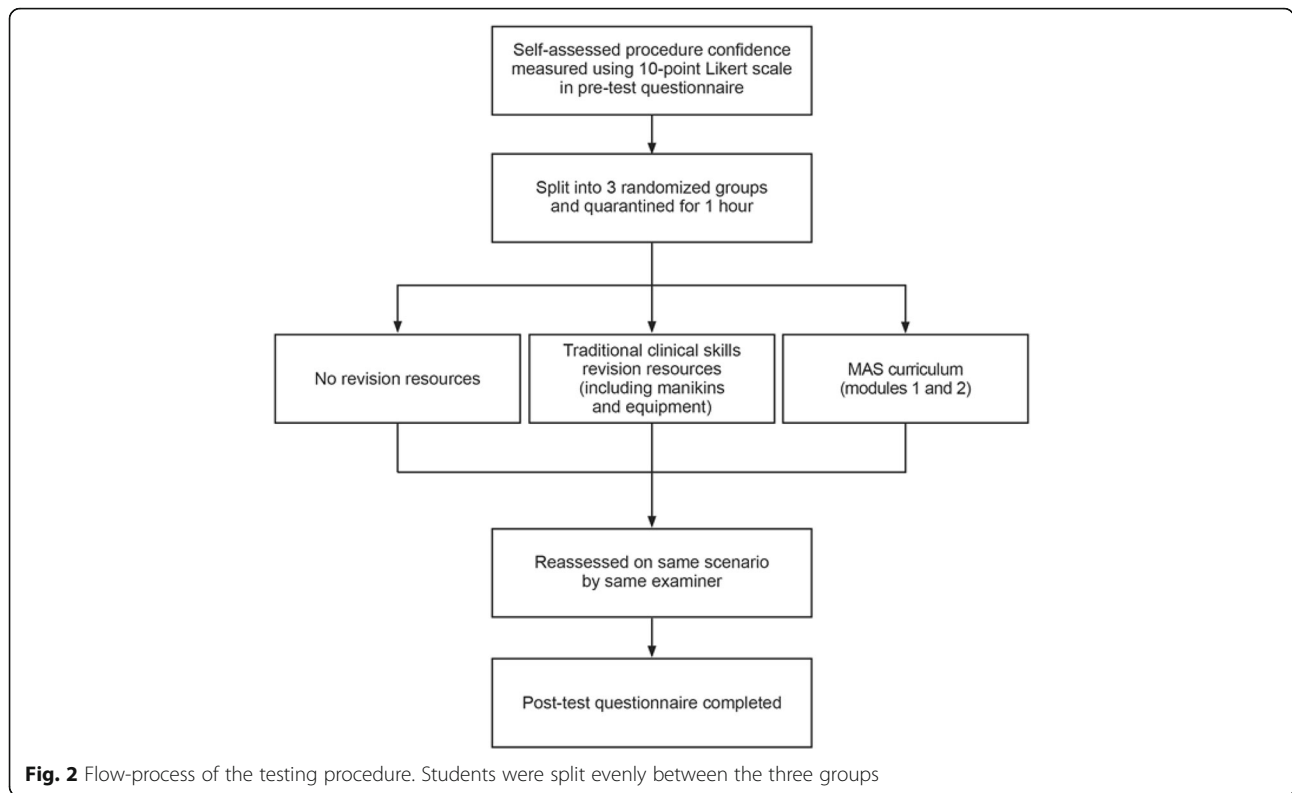 Self-assessed procedure confidence
measured using 10-point Likert scale
in pre-test questionnaire
Split into 3 randomized groups
and quarantined for 1 hour
No revision resources
Traditional clinical skills
revision resources
(including manikins
and equipment)
MAS curriculum
(modules 1 and 2)
Reassessed on same scenario
by same examiner
Post-test questionnaire completed
Fig. 2 Flow-process of the testing procedure. Students were split evenly between the three groups